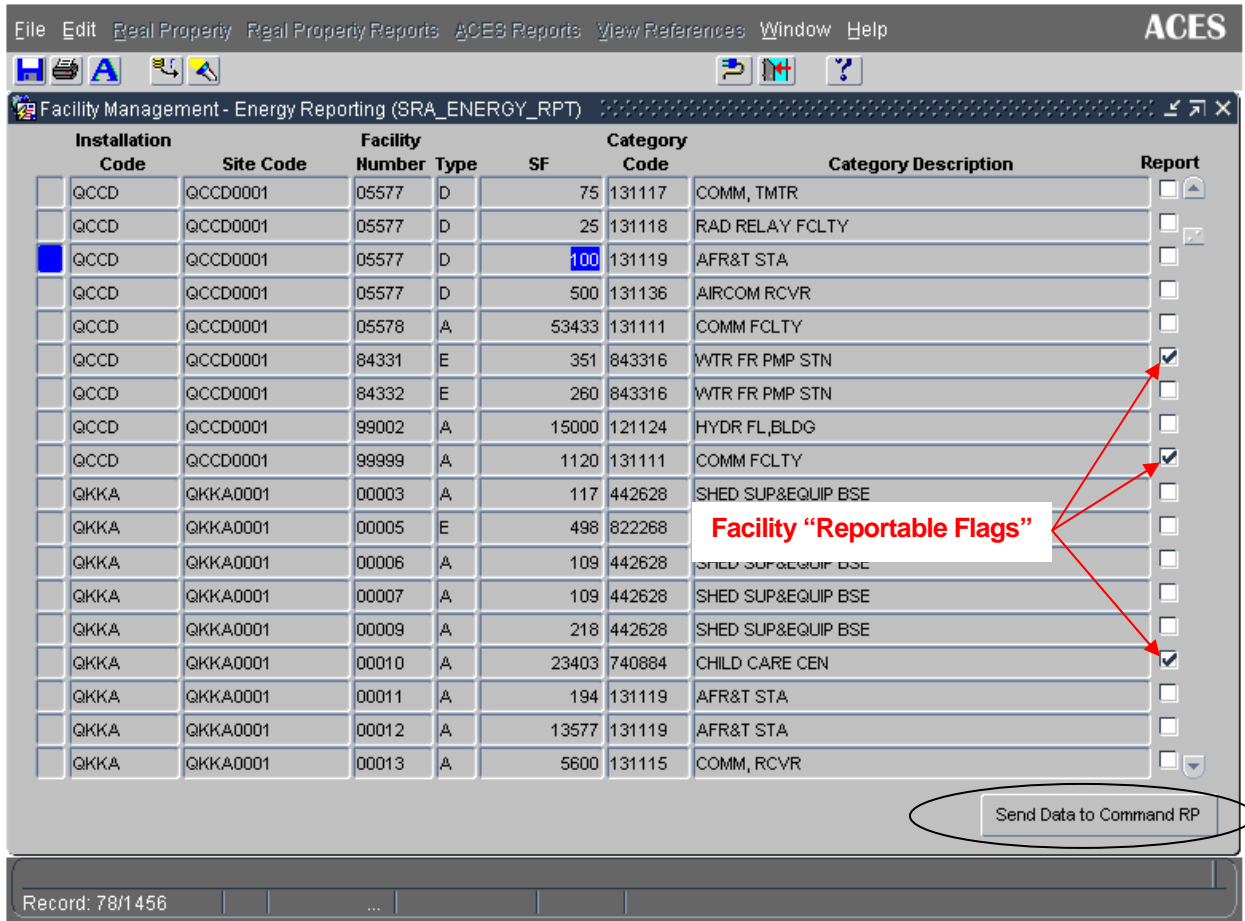 File Edit Real Property Real Property Reports ACES Reports View References Window Help ACES
Facility Management - Energy Reporting (SRA_ENERGY_RPT)
Installation Code Site Code Facility Number Type SF Category Code Category Description Report
QCCD QCCD0001 05577 D 75 131117 COMM, TMTR
QCCD QCCD0001 05577 D 25 131118 RAD RELAY FCLTY
QCCD QCCD0001 05577 D 100 131119 AFR&T STA
QCCD QCCD0001 05577 D 500 131136 AIRCOM RCVR
QCCD QCCD0001 05578 A 53433 131111 COMM FCLTY
QCCD QCCD0001 84331 E 351 843316 WTR FR PMP STN
QCCD QCCD0001 84332 E 260 843316 WTR FR PMP STN
QCCD QCCD0001 99002 A 15000 121124 HYDR FL,BLDG
QCCD QCCD0001 99999 A 1120 131111 COMM FCLTY
QKKA QKKA0001 00003 A 117 442628 SHED SUP&EQUIP BSE
QKKA QKKA0001 00005 E 498 822268
Facility “Reportable Flags”
QKKA QKKA0001 00006 A 109 442628 SHED SUP&EQUIP BSE
QKKA QKKA0001 00007 A 109 442628 SHED SUP&EQUIP BSE
QKKA QKKA0001 00009 A 218 442628 SHED SUP&EQUIP BSE
QKKA QKKA0001 00010 A 23403 740884 CHILD CARE CEN
QKKA QKKA0001 00011 A 194 131119 AFR&T STA
QKKA QKKA0001 00012 A 13577 131119 AFR&T STA
QKKA QKKA0001 00013 A 5600 131115 COMM, RCVR
Send Data to Command RP
Record: 78/1456 ...